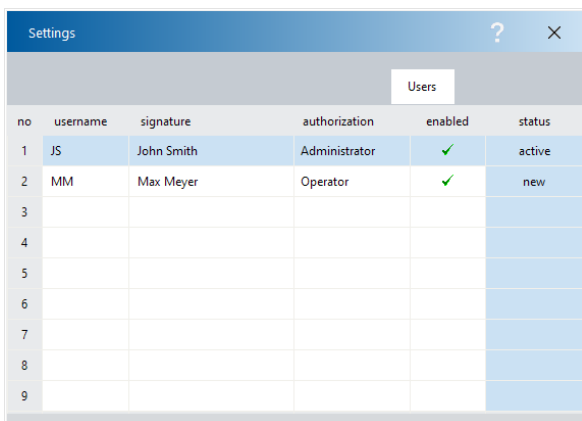 Settings ?
Users
no username signature authorization enabled status
1 JS John Smith Administrator active
2 MM Max Meyer Operator new
3
4
5
6
7
8
9